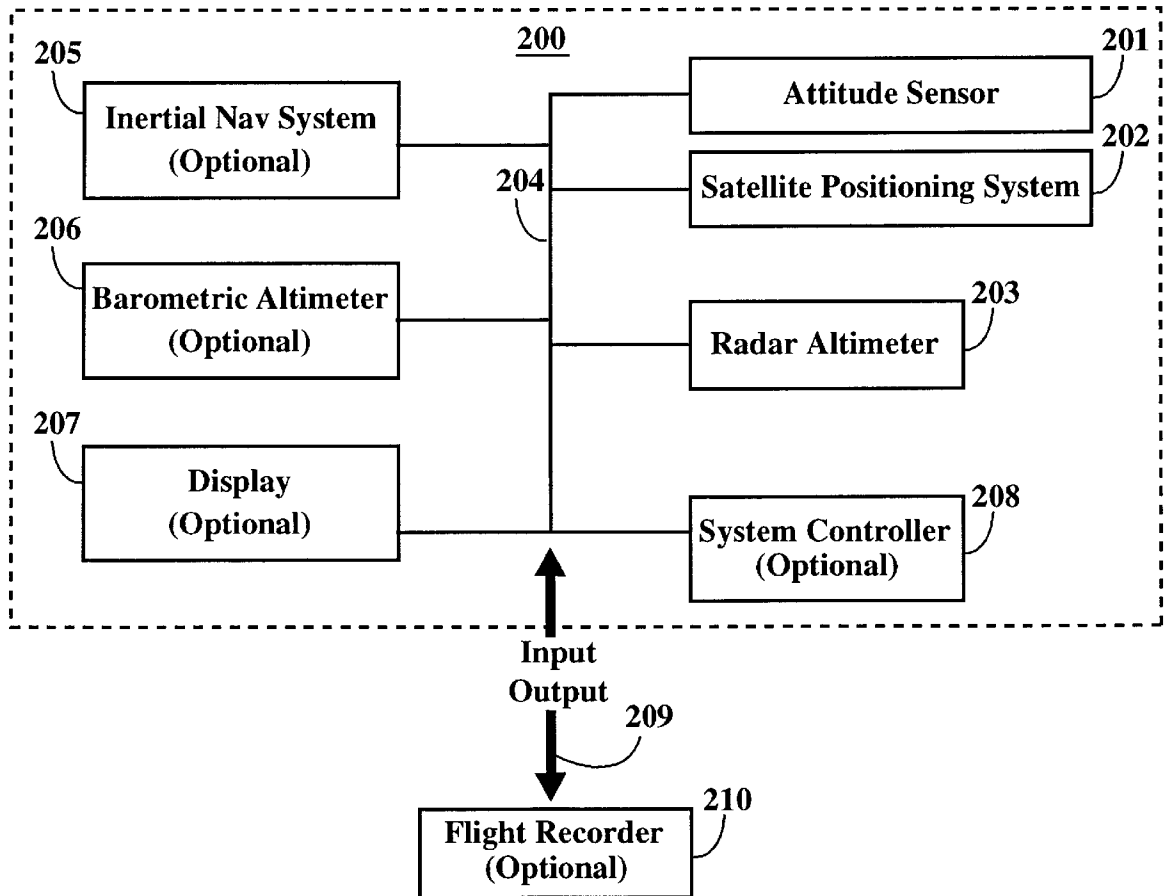 200
205
Inertial Nav System
(Optional)
201
Attitude Sensor
202
Satellite Positioning System
204
206
Barometric Altimeter
(Optional)
203
Radar Altimeter
207
Display
(Optional)
208
System Controller
(Optional)
Input
Output
209
210
Flight Recorder
(Optional)